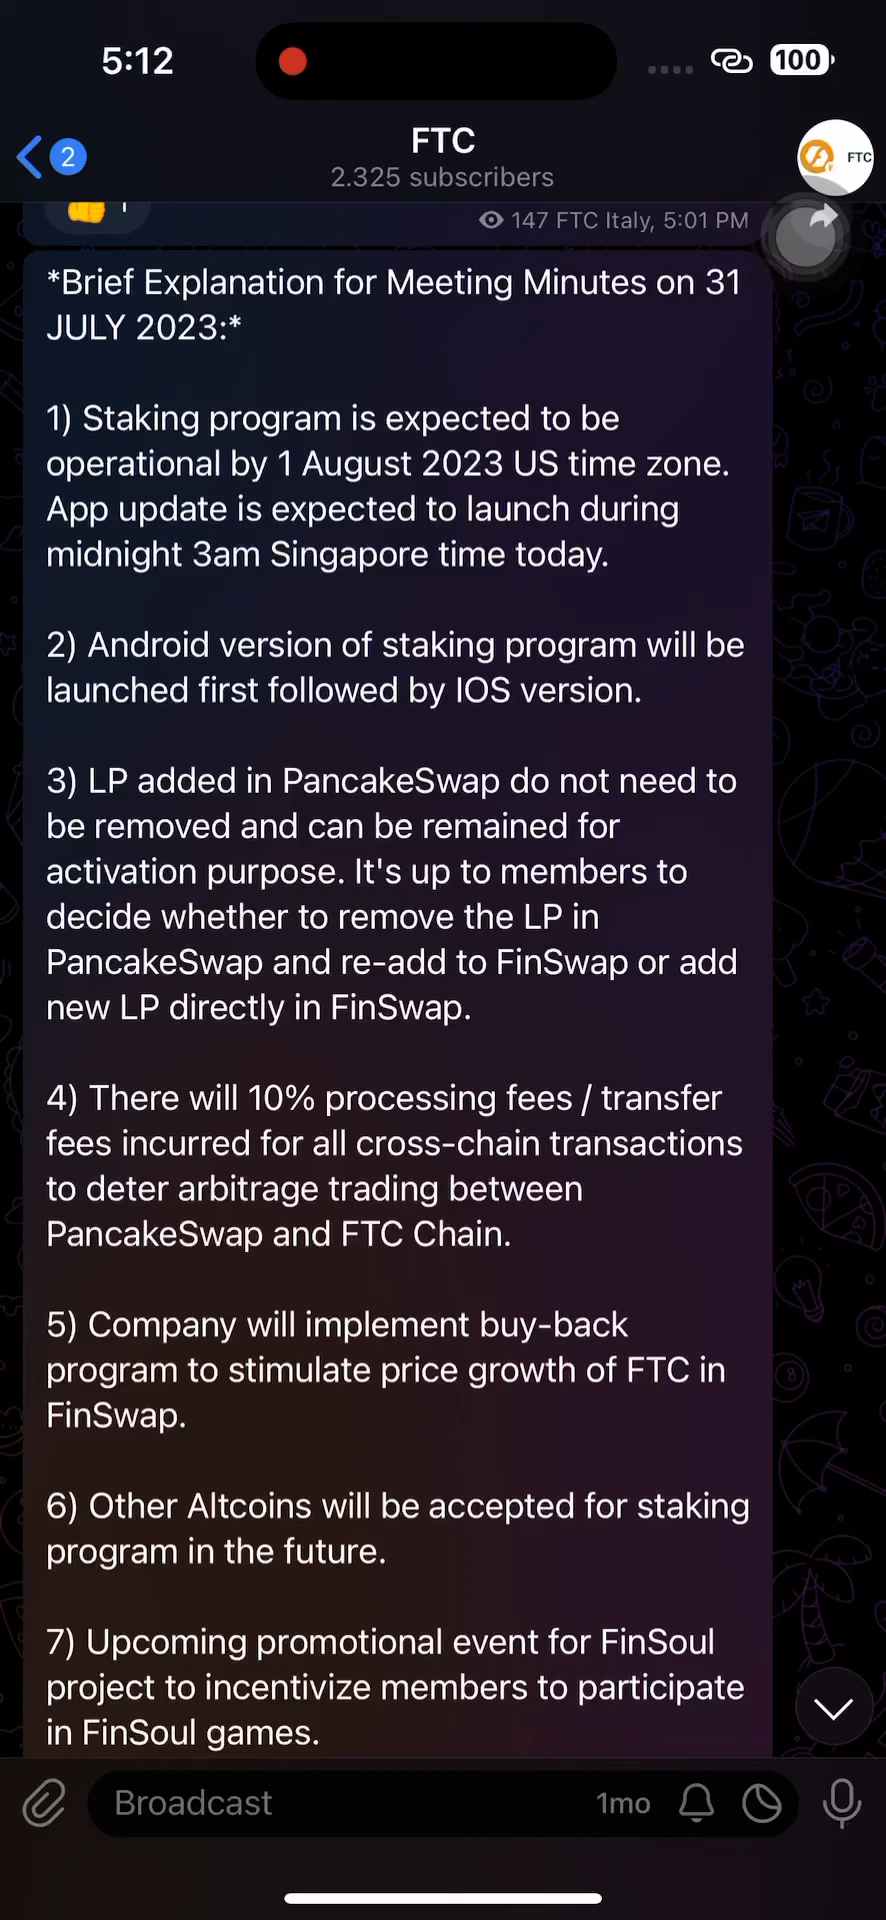 5:12
100
2
FTC
2.325 subscribers
FTC
1
147 FTC Italy, 5:01 PM
*Brief Explanation for Meeting Minutes on 31
JULY 2023:*
1) Staking program is expected to be
operational by 1 August 2023 US time zone.
App update is expected to launch during
midnight 3am Singapore time today.
2) Android version of staking program will be
launched first followed by IOS version.
3) LP added in PancakeSwap do not need to
be removed and can be remained for
activation purpose. It's up to members to
decide whether to remove the LP in
PancakeSwap and re-add to FinSwap or add
new LP directly in FinSwap.
4) There will 10% processing fees / transfer
fees incurred for all cross-chain transactions
to deter arbitrage trading between
PancakeSwap and FTC Chain.
5) Company will implement buy-back
program to stimulate price growth of FTC in
FinSwap.
6) Other Altcoins will be accepted for staking
program in the future.
7) Upcoming promotional event for FinSoul
project to incentivize members to participate
in FinSoul games.
Broadcast
1mo